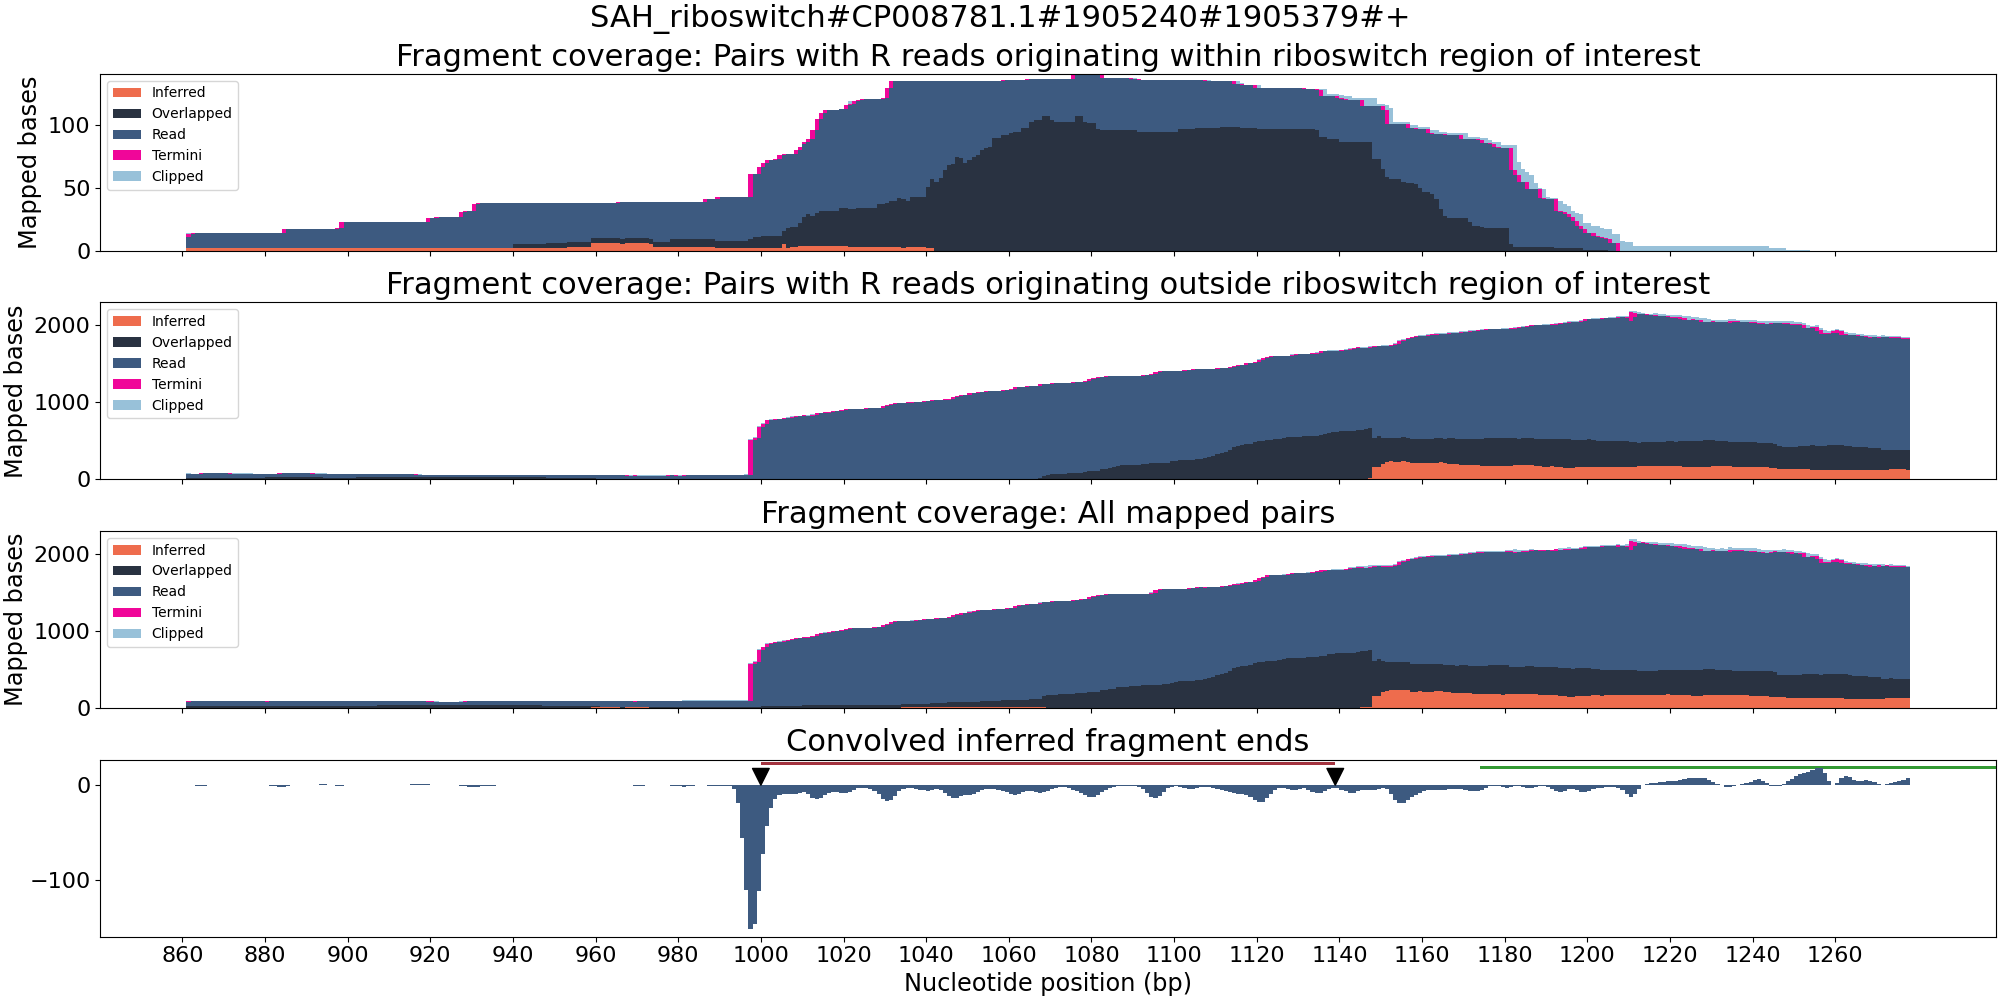 SAH_riboswitch#CP008781.1#1905240#1905379#+
Fragment coverage: Pairs with R reads originating within riboswitch region of interest
Mapped bases
100
50
0
Inferred
Overlapped
Read
Termini
Clipped
Fragment coverage: Pairs with R reads originating outside riboswitch region of interest
Mapped bases
2000
1000
0
Inferred
Overlapped
Read
Termini
Clipped
Fragment coverage: All mapped pairs
Mapped bases
2000
1000
0
Inferred
Overlapped
Read
Termini
Clipped
Convolved inferred fragment ends
0
−100
860 880 900 920 940 960 980 1000 1020 1040 1060 1080 1100 1120 1140 1160 1180 1200 1220 1240 1260
Nucleotide position (bp)